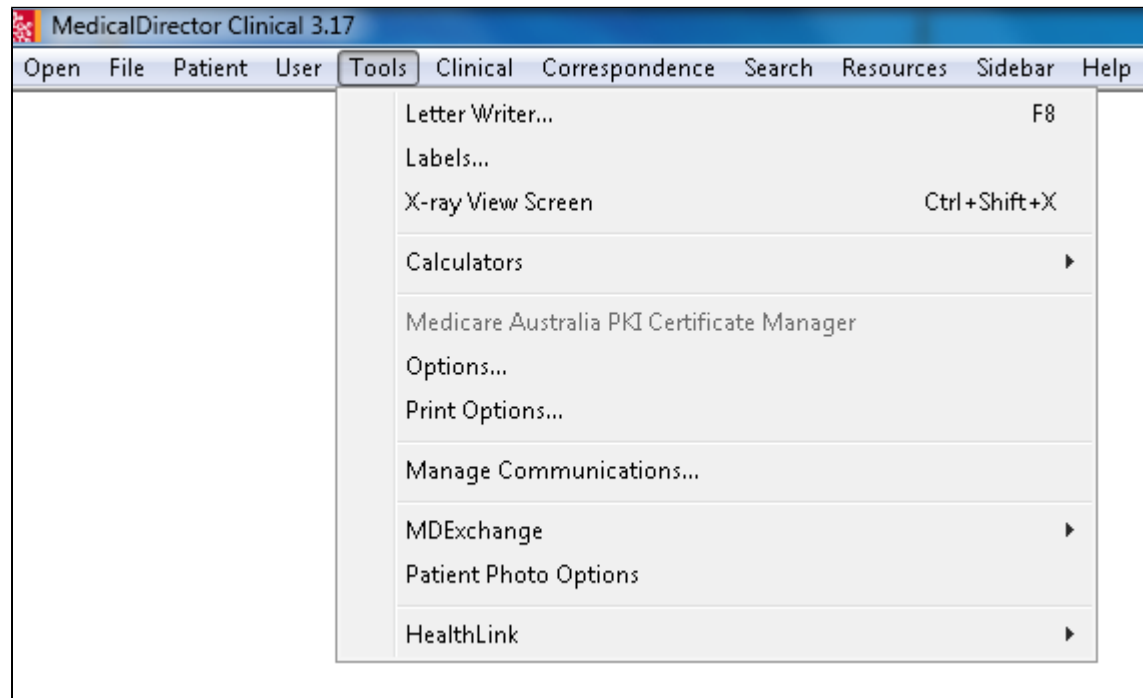 MedicalDirector Clinical 3.17
Open File Patient User Tools Clinical Correspondence Search Resources Sidebar Help
Letter Writer... F8
Labels...
X-ray View Screen Ctrl+Shift+X
Calculators
Medicare Australia PKI Certificate Manager
Options...
Print Options...
Manage Communications...
MDExchange
Patient Photo Options
HealthLink